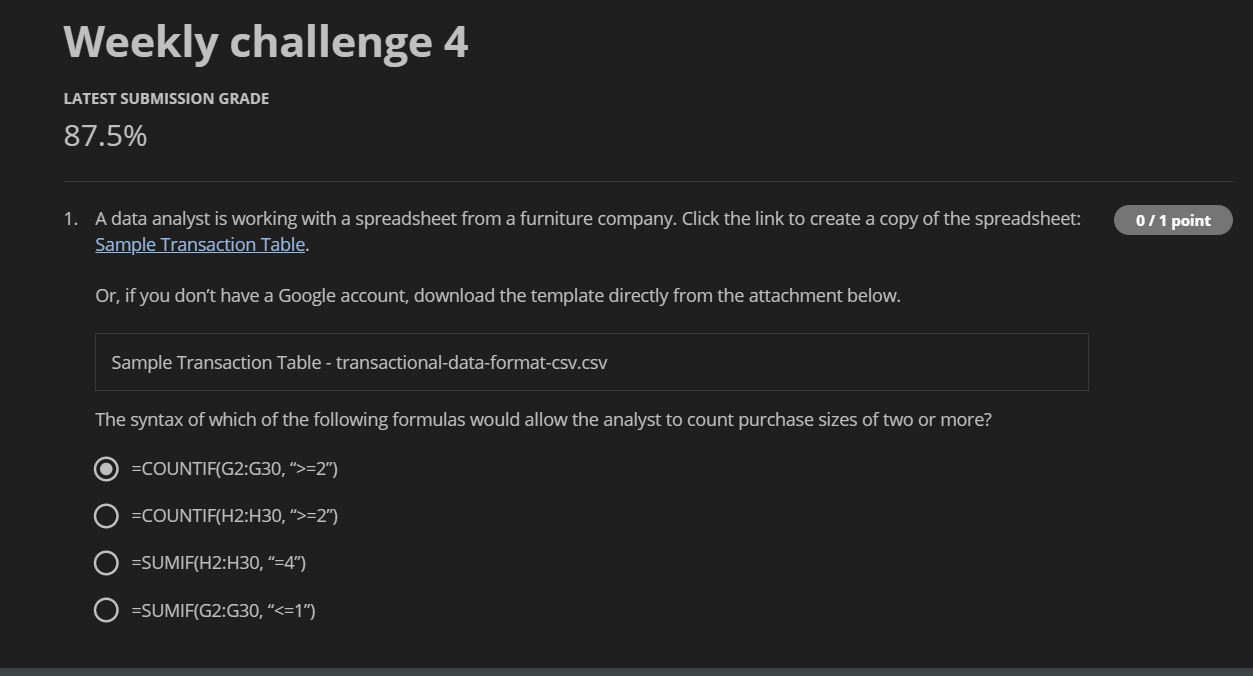 Weekly challenge 4
LATEST SUBMISSION GRADE
87.5%
1. A data analyst is working with a spreadsheet from a furniture company. Click the link to create a copy of the spreadsheet: 0 / 1 point
Sample Transaction Table.
Or, if you don’t have a Google account, download the template directly from the attachment below.
Sample Transaction Table - transactional-data-format-csv.csv
The syntax of which of the following formulas would allow the analyst to count purchase sizes of two or more?
=COUNTIF(G2:G30, “>=2”)
=COUNTIF(H2:H30, “>=2”)
=SUMIF(H2:H30, “=4”)
=SUMIF(G2:G30, “<=1”)